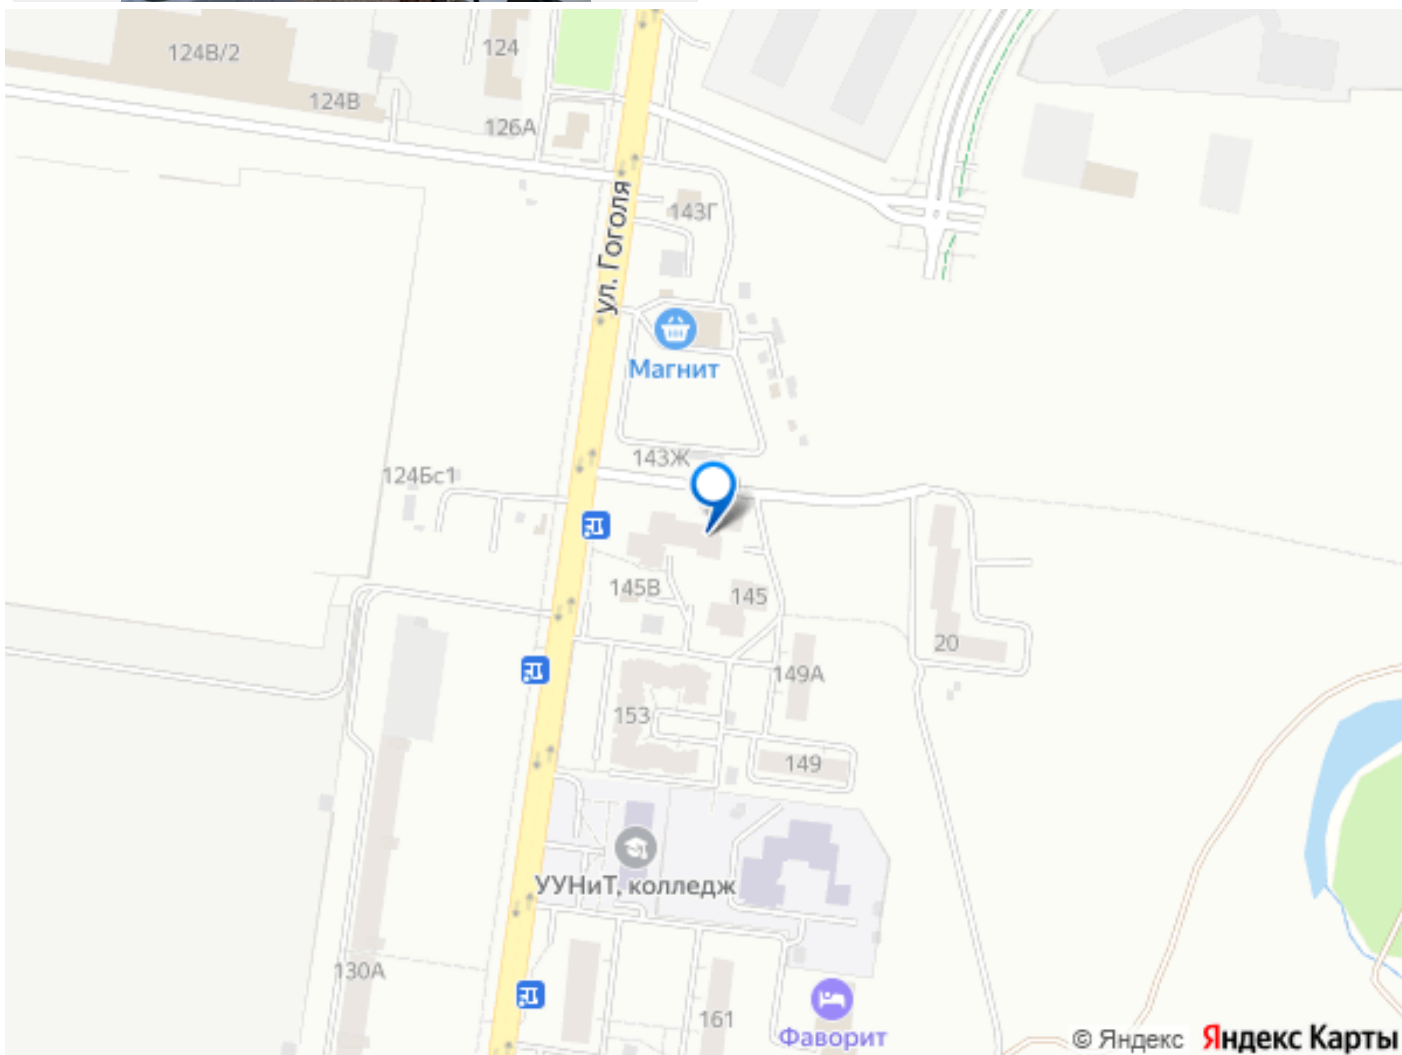 124В/2
124
124В
126А
ул. Гоголя
143Г
Магнит
143Ж
124Бс1
145В
145
20
149А
153
149
УУНиТ, колледж
130А
161
Фаворит
© Яндекс Яндекс Карты